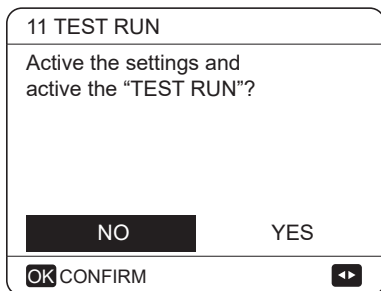 11 TEST RUN
Active the settings and
active the “TEST RUN”?
NO YES
OK CONFIRM